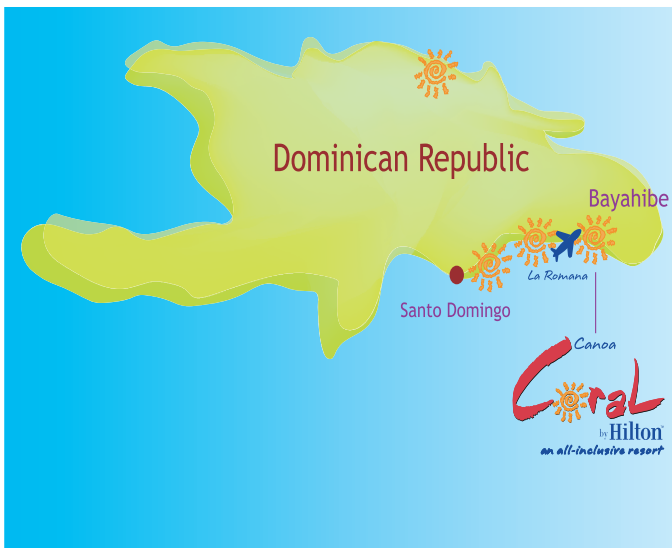 Dominican Republic
Bayahibe
La Romana
Santo Domingo
Canoa
Coral
by Hilton
an all-inclusive resort